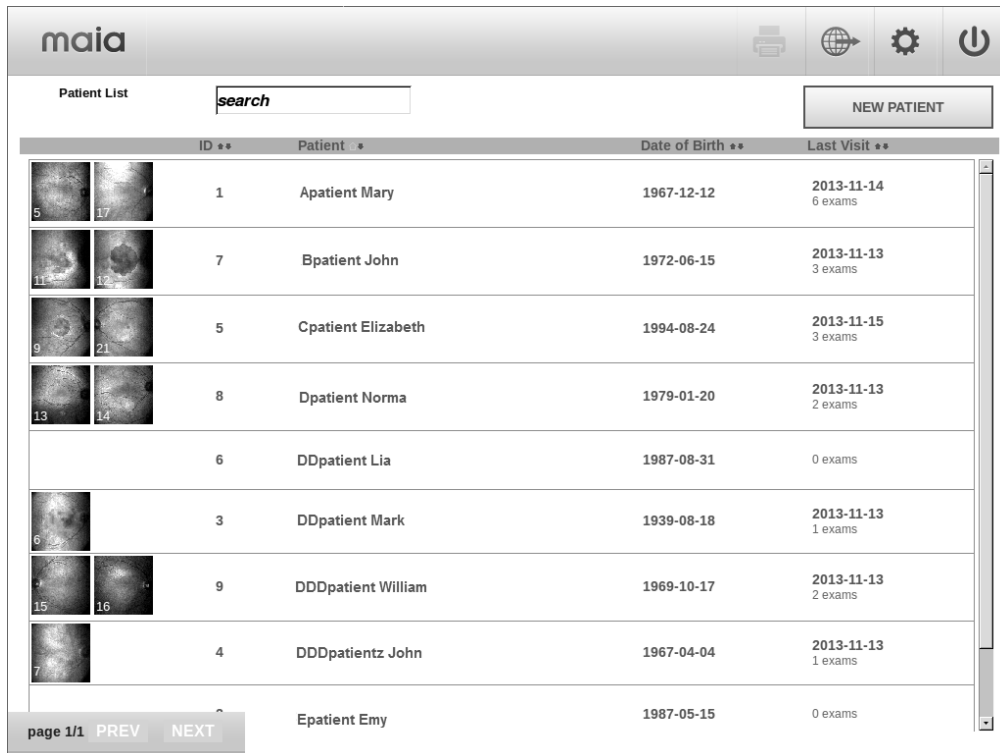 maia
Patient List
search
NEW PATIENT
ID Patient Date of Birth Last Visit
5 17 1 Apatient Mary 1967-12-12 2013-11-14
6 exams
11 12 7 Bpatient John 1972-06-15 2013-11-13
3 exams
9 21 5 Cpatient Elizabeth 1994-08-24 2013-11-15
3 exams
13 14 8 Dpatient Norma 1979-01-20 2013-11-13
2 exams
6 DDpatient Lia 1987-08-31 0 exams
6 3 DDpatient Mark 1939-08-18 2013-11-13
1 exams
15 16 9 DDDpatient William 1969-10-17 2013-11-13
2 exams
7 4 DDDpatientz John 1967-04-04 2013-11-13
1 exams
Epatient Emy 1987-05-15 0 exams
page 1/1 PREV NEXT